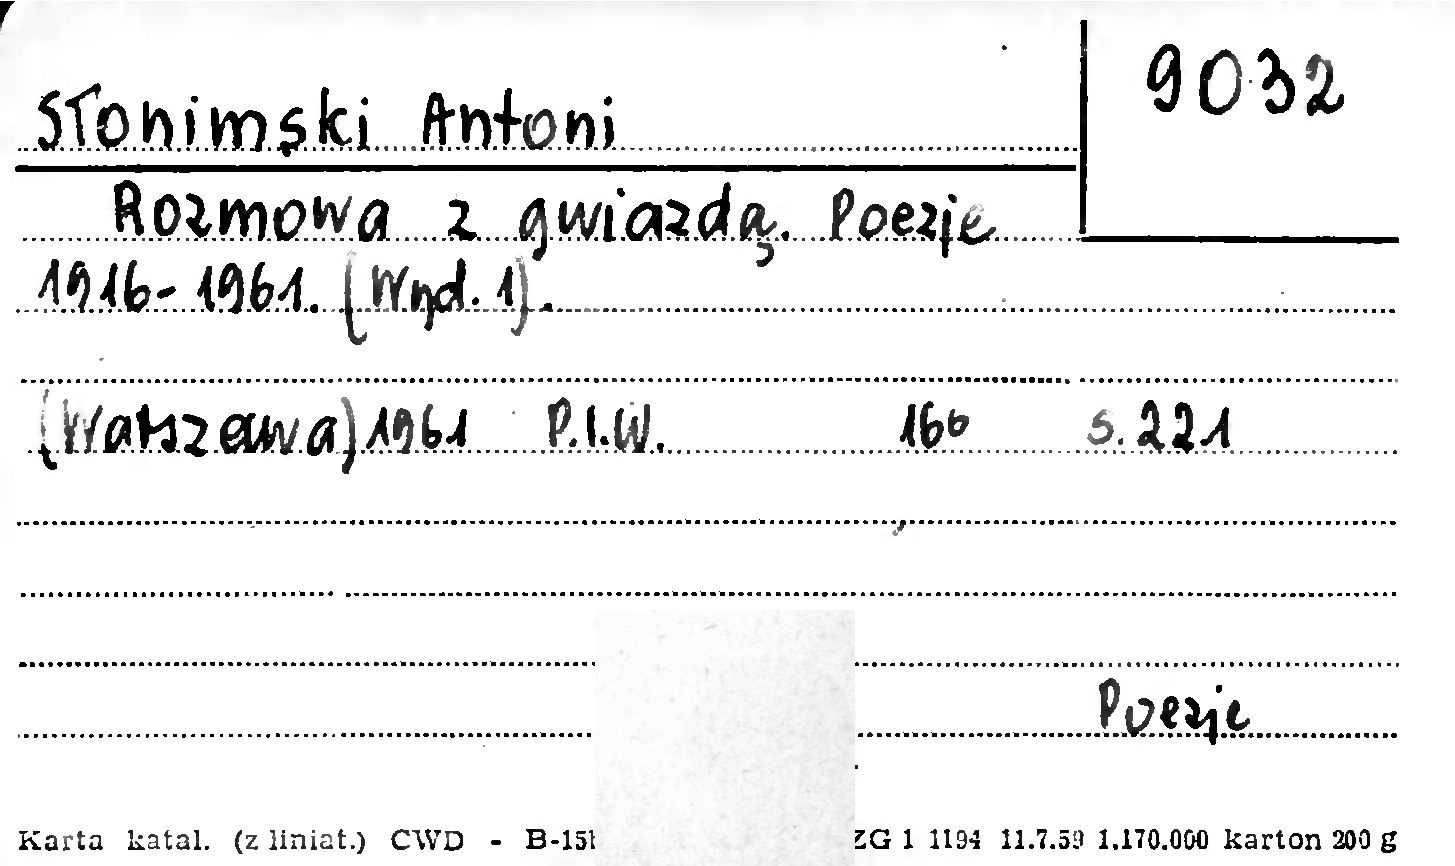 9032
Słonimski Antoni
Rozmowa z gwiazdą. Poezje
1916-1961. (Wyd. 1).
(Warszawa) 1961 P.I.W. 16° s. 221
Poezje
Karta katal. (z liniat.) CWD - B-15 ZG 1 1194 11.7.59 1.170.000 karton 200 g